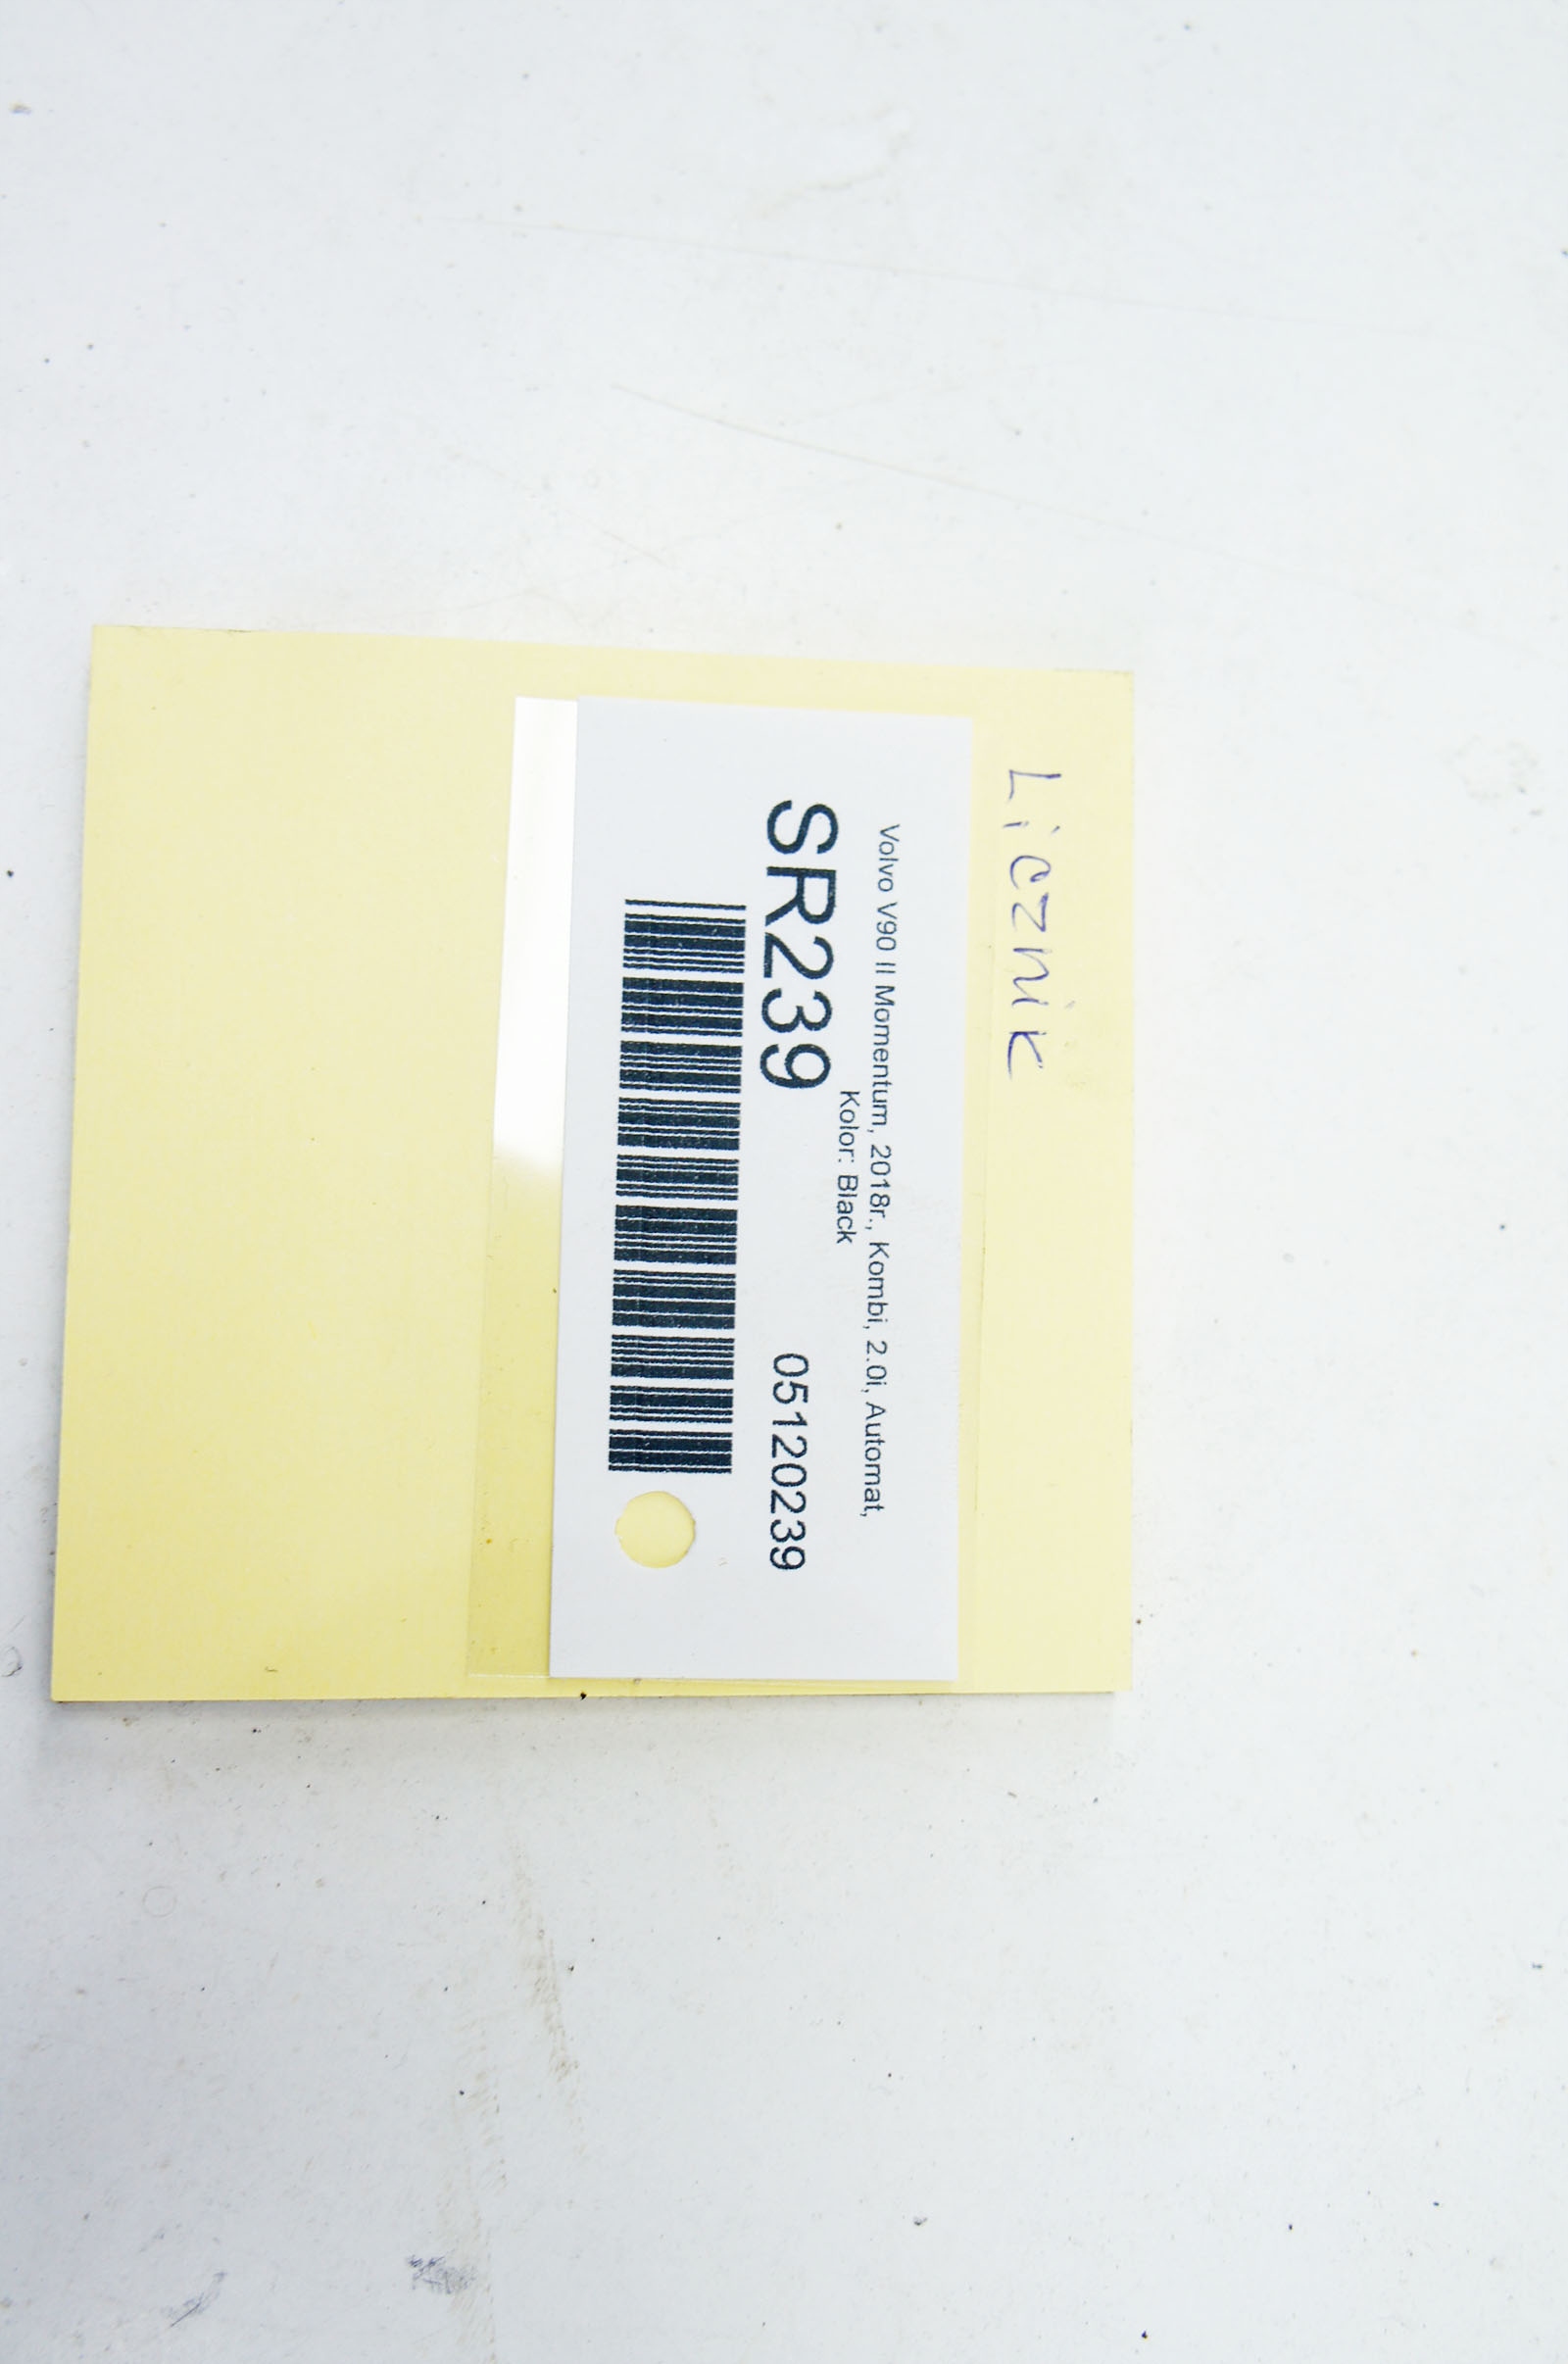 Licznik
Volvo V90 II Momentum, 2018r., Kombi, 2.0i, Automat,
Kolor: Black
SR239 05120239